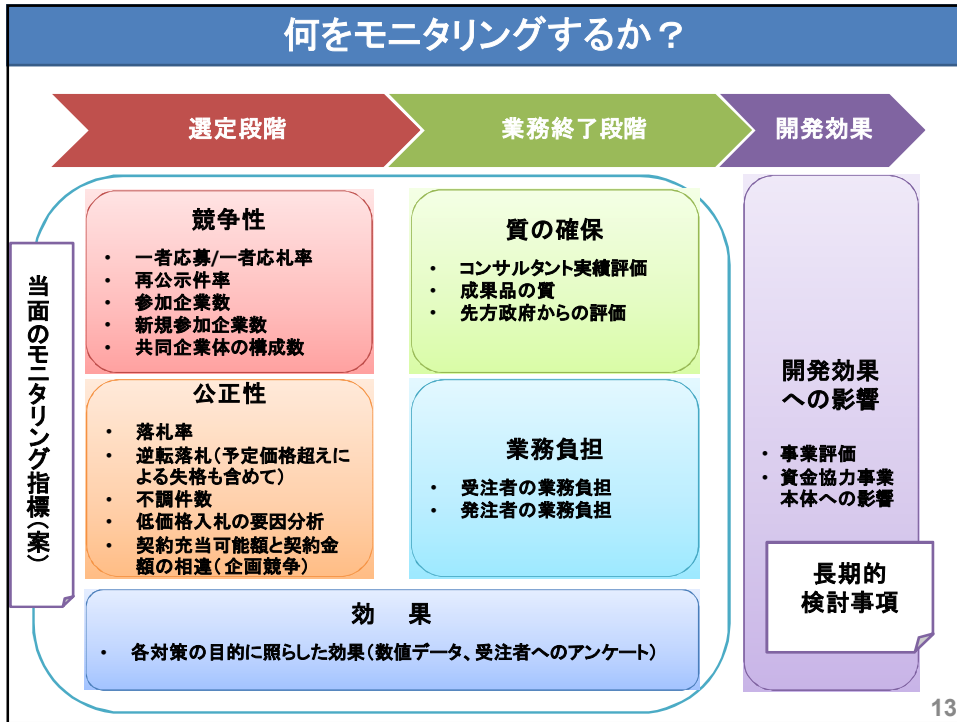 何をモニタリングするか？
選定段階
業務終了段階
開発効果
当面のモニタリング指標（案）
競争性
・ 一者応募/一者応札率
・ 再公示件率
・ 参加企業数
・ 新規参加企業数
・ 共同企業体の構成数
質の確保
・ コンサルタント実績評価
・ 成果品の質
・ 先方政府からの評価
公正性
・ 落札率
・ 逆転落札（予定価格超えに
よる失格も含めて）
・ 不調件数
・ 低価格入札の要因分析
・ 契約充当可能額と契約金
額の相違（企画競争）
業務負担
・ 受注者の業務負担
・ 発注者の業務負担
効 果
・ 各対策の目的に照らした効果（数値データ、受注者へのアンケート）
開発効果
への影響
・ 事業評価
・ 資金協力事業
本体への影響
長期的
検討事項
13